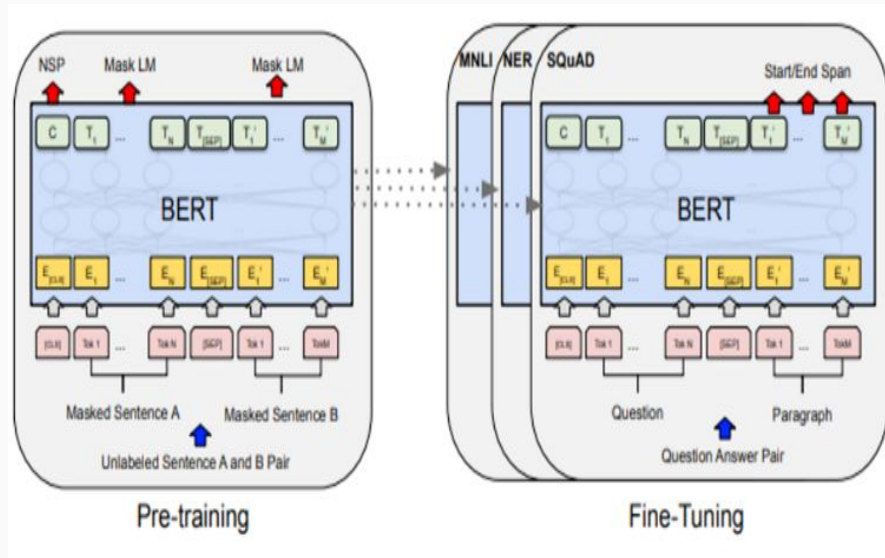 NSP Mask LM Mask LM
C T1 ... TN T[SEP] T1' ... TM'
BERT
E[CLS] E1 ... EN E[SEP] E1' ... EM'
[CLS] Tok 1 ... Tok N [SEP] Tok 1 ... TokM
Masked Sentence A Masked Sentence B
Unlabeled Sentence A and B Pair
Pre-training
MNLI NER SQuAD
Start/End Span
C T1 ... TN T[SEP] T1' ... TM'
BERT
E[CLS] E1 ... EN E[SEP] E1' ... EM'
[CLS] Tok 1 ... Tok N [SEP] Tok 1 ... TokM
Question Paragraph
Question Answer Pair
Fine-Tuning